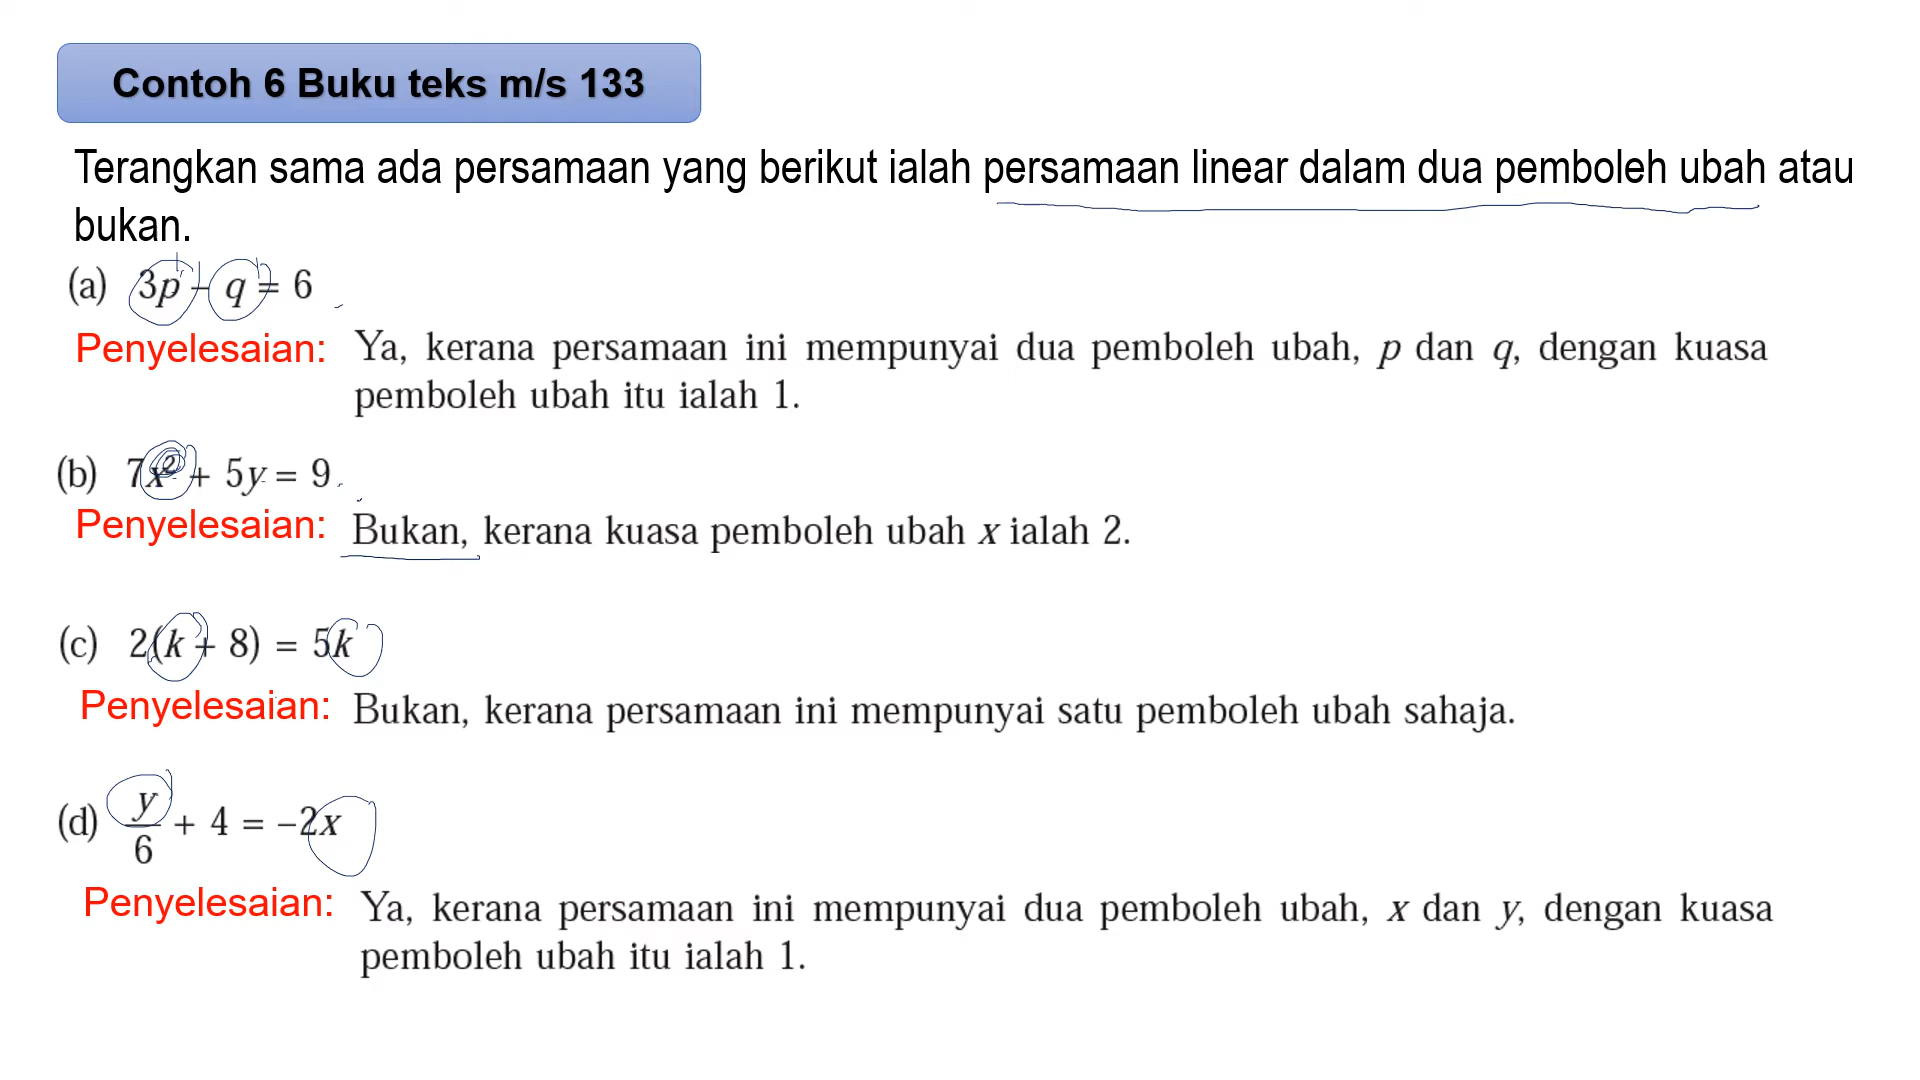 Contoh 6 Buku teks m/s 133
Terangkan sama ada persamaan yang berikut ialah persamaan linear dalam dua pemboleh ubah atau
bukan.
(a) 3p – q = 6
Penyelesaian: Ya, kerana persamaan ini mempunyai dua pemboleh ubah, p dan q, dengan kuasa
pemboleh ubah itu ialah 1.
(b) 7x² + 5y = 9
Penyelesaian: Bukan, kerana kuasa pemboleh ubah x ialah 2.
(c) 2(k + 8) = 5k
Penyelesaian: Bukan, kerana persamaan ini mempunyai satu pemboleh ubah sahaja.
(d) y/6 + 4 = –2x
Penyelesaian: Ya, kerana persamaan ini mempunyai dua pemboleh ubah, x dan y, dengan kuasa
pemboleh ubah itu ialah 1.